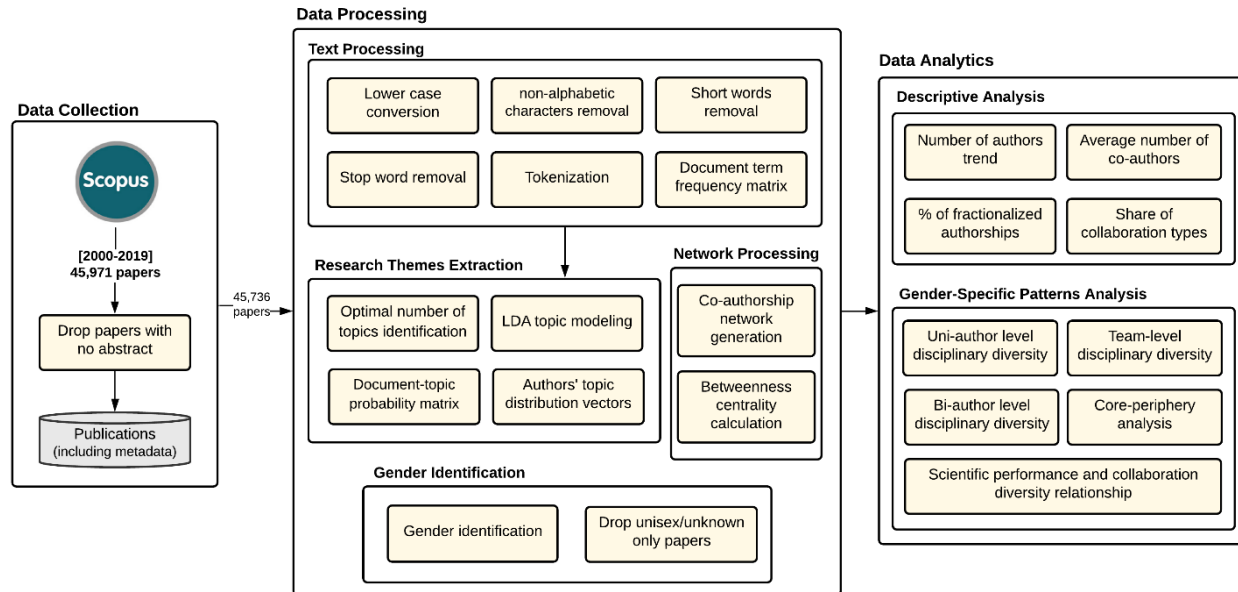 Data Collection
Scopus
[2000-2019]
45,971 papers
Drop papers with
no abstract
Publications
(including metadata)
45,736
papers
Data Processing
Text Processing
Lower case
conversion
non-alphabetic
characters removal
Short words
removal
Stop word removal
Tokenization
Document term
frequency matrix
Research Themes Extraction
Optimal number of
topics identification
LDA topic modeling
Document-topic
probability matrix
Authors' topic
distribution vectors
Network Processing
Co-authorship
network
generation
Betweenness
centrality
calculation
Gender Identification
Gender identification
Drop unisex/unknown
only papers
Data Analytics
Descriptive Analysis
Number of authors
trend
Average number of
co-authors
% of fractionalized
authorships
Share of
collaboration types
Gender-Specific Patterns Analysis
Uni-author level
disciplinary diversity
Team-level
disciplinary diversity
Bi-author level
disciplinary diversity
Core-periphery
analysis
Scientific performance and collaboration
diversity relationship